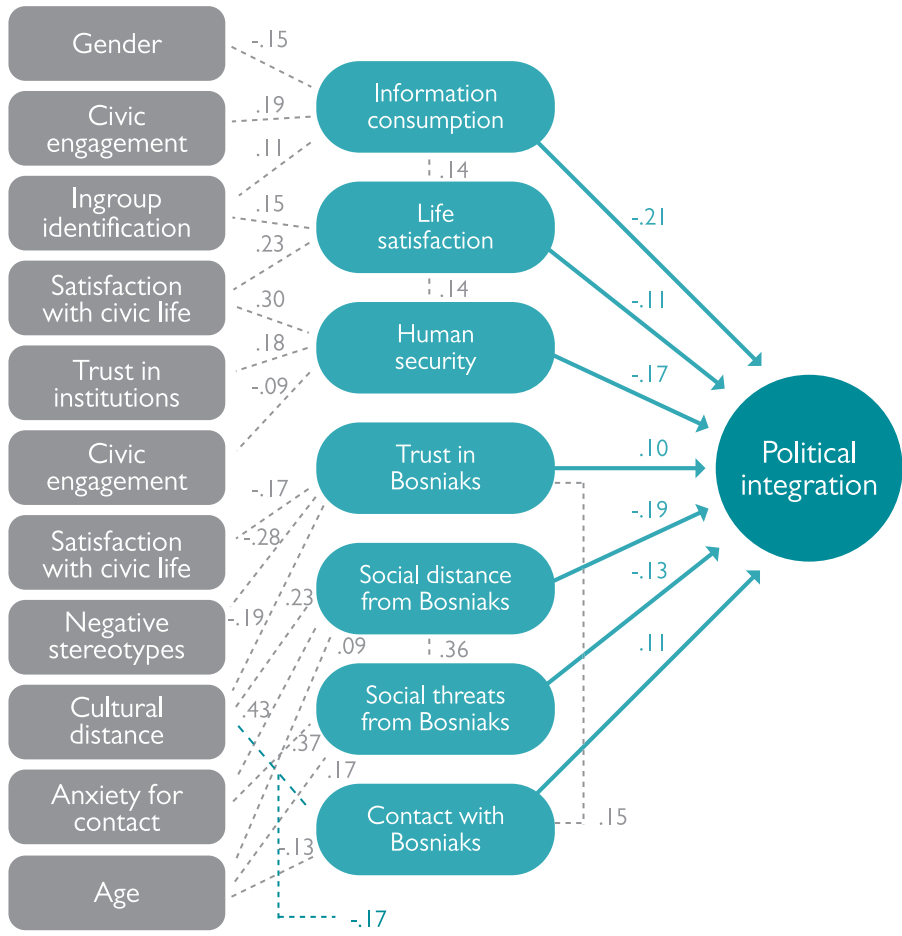 Gender
Civic
engagement
Ingroup
identification
Satisfaction
with civic life
Trust in
institutions
Civic
engagement
Satisfaction
with civic life
Negative
stereotypes
Cultural
distance
Anxiety for
contact
Age
-.15
.19
.11
.15
.23
.30
.18
-.09
-.17
-.28
-.19
.23
.09
.43
.37
.17
-.13
-.17
Information
consumption
.14
Life
satisfaction
.14
Human
security
Trust in
Bosniaks
Social distance
from Bosniaks
.36
Social threats
from Bosniaks
Contact with
Bosniaks
.15
-.21
-.11
-.17
.10
-.19
-.13
.11
Political
integration